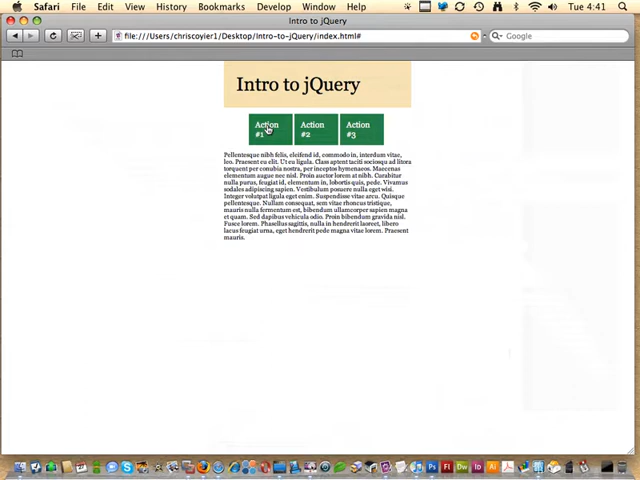 Safari File Edit View History Bookmarks Develop Window Help Tue 4:41
Intro to jQuery
file:///Users/chriscoyier1/Desktop/Intro-to-jQuery/index.html# Google
Intro to jQuery
Action #1 Action #2 Action #3
Pellentesque nibh felis, eleifend id, commodo in, interdum vitae,
leo. Praesent eu elit. Ut eu ligula. Class aptent taciti sociosqu ad litora
torquent per conubia nostra, per inceptos hymenaeos. Maecenas
elementum augue nec nisl. Proin auctor lorem at nibh. Curabitur
nulla purus, feugiat id, elementum in, lobortis quis, pede. Vivamus
sodales adipiscing sapien. Vestibulum posuere nulla eget wisi.
Integer volutpat ligula eget enim. Suspendisse vitae arcu. Quisque
pellentesque. Nullam consequat, sem vitae rhoncus tristique,
mauris nulla fermentum est, bibendum ullamcorper sapien magna
et quam. Sed dapibus vehicula odio. Proin bibendum gravida nisl.
Fusce lorem. Phasellus sagittis, nulla in hendrerit laoreet, libero
lacus feugiat urna, eget hendrerit pede magna vitae lorem. Praesent
mauris.